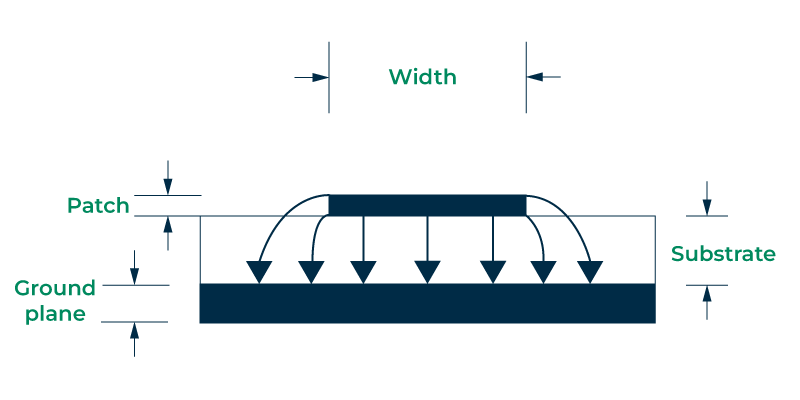 Width
Patch
Substrate
Ground
plane